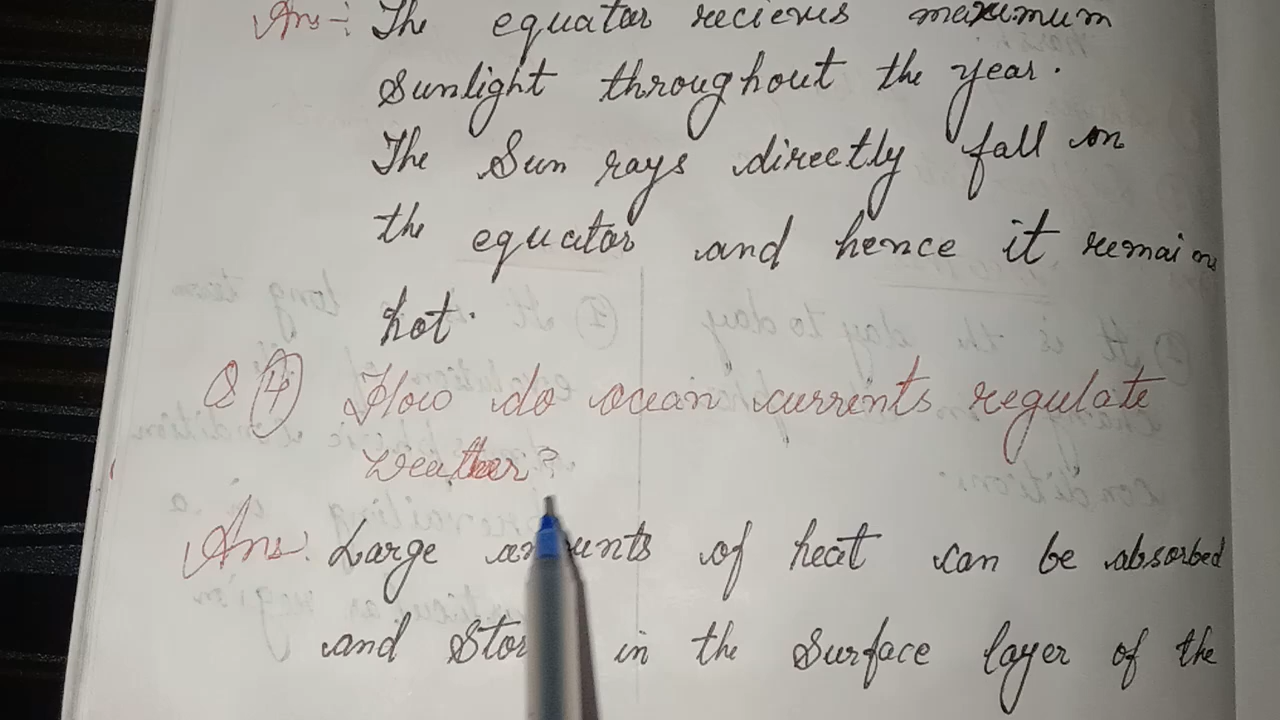 Ans :- The equator recieves maximum
Sunlight throughout the year.
The Sun rays directly fall on
the equator and hence it remain
hot.
Q (4) How do ocean currents regulate
weather?
Ans. Large amounts of heat can be absorbed
and in the surface layer of the